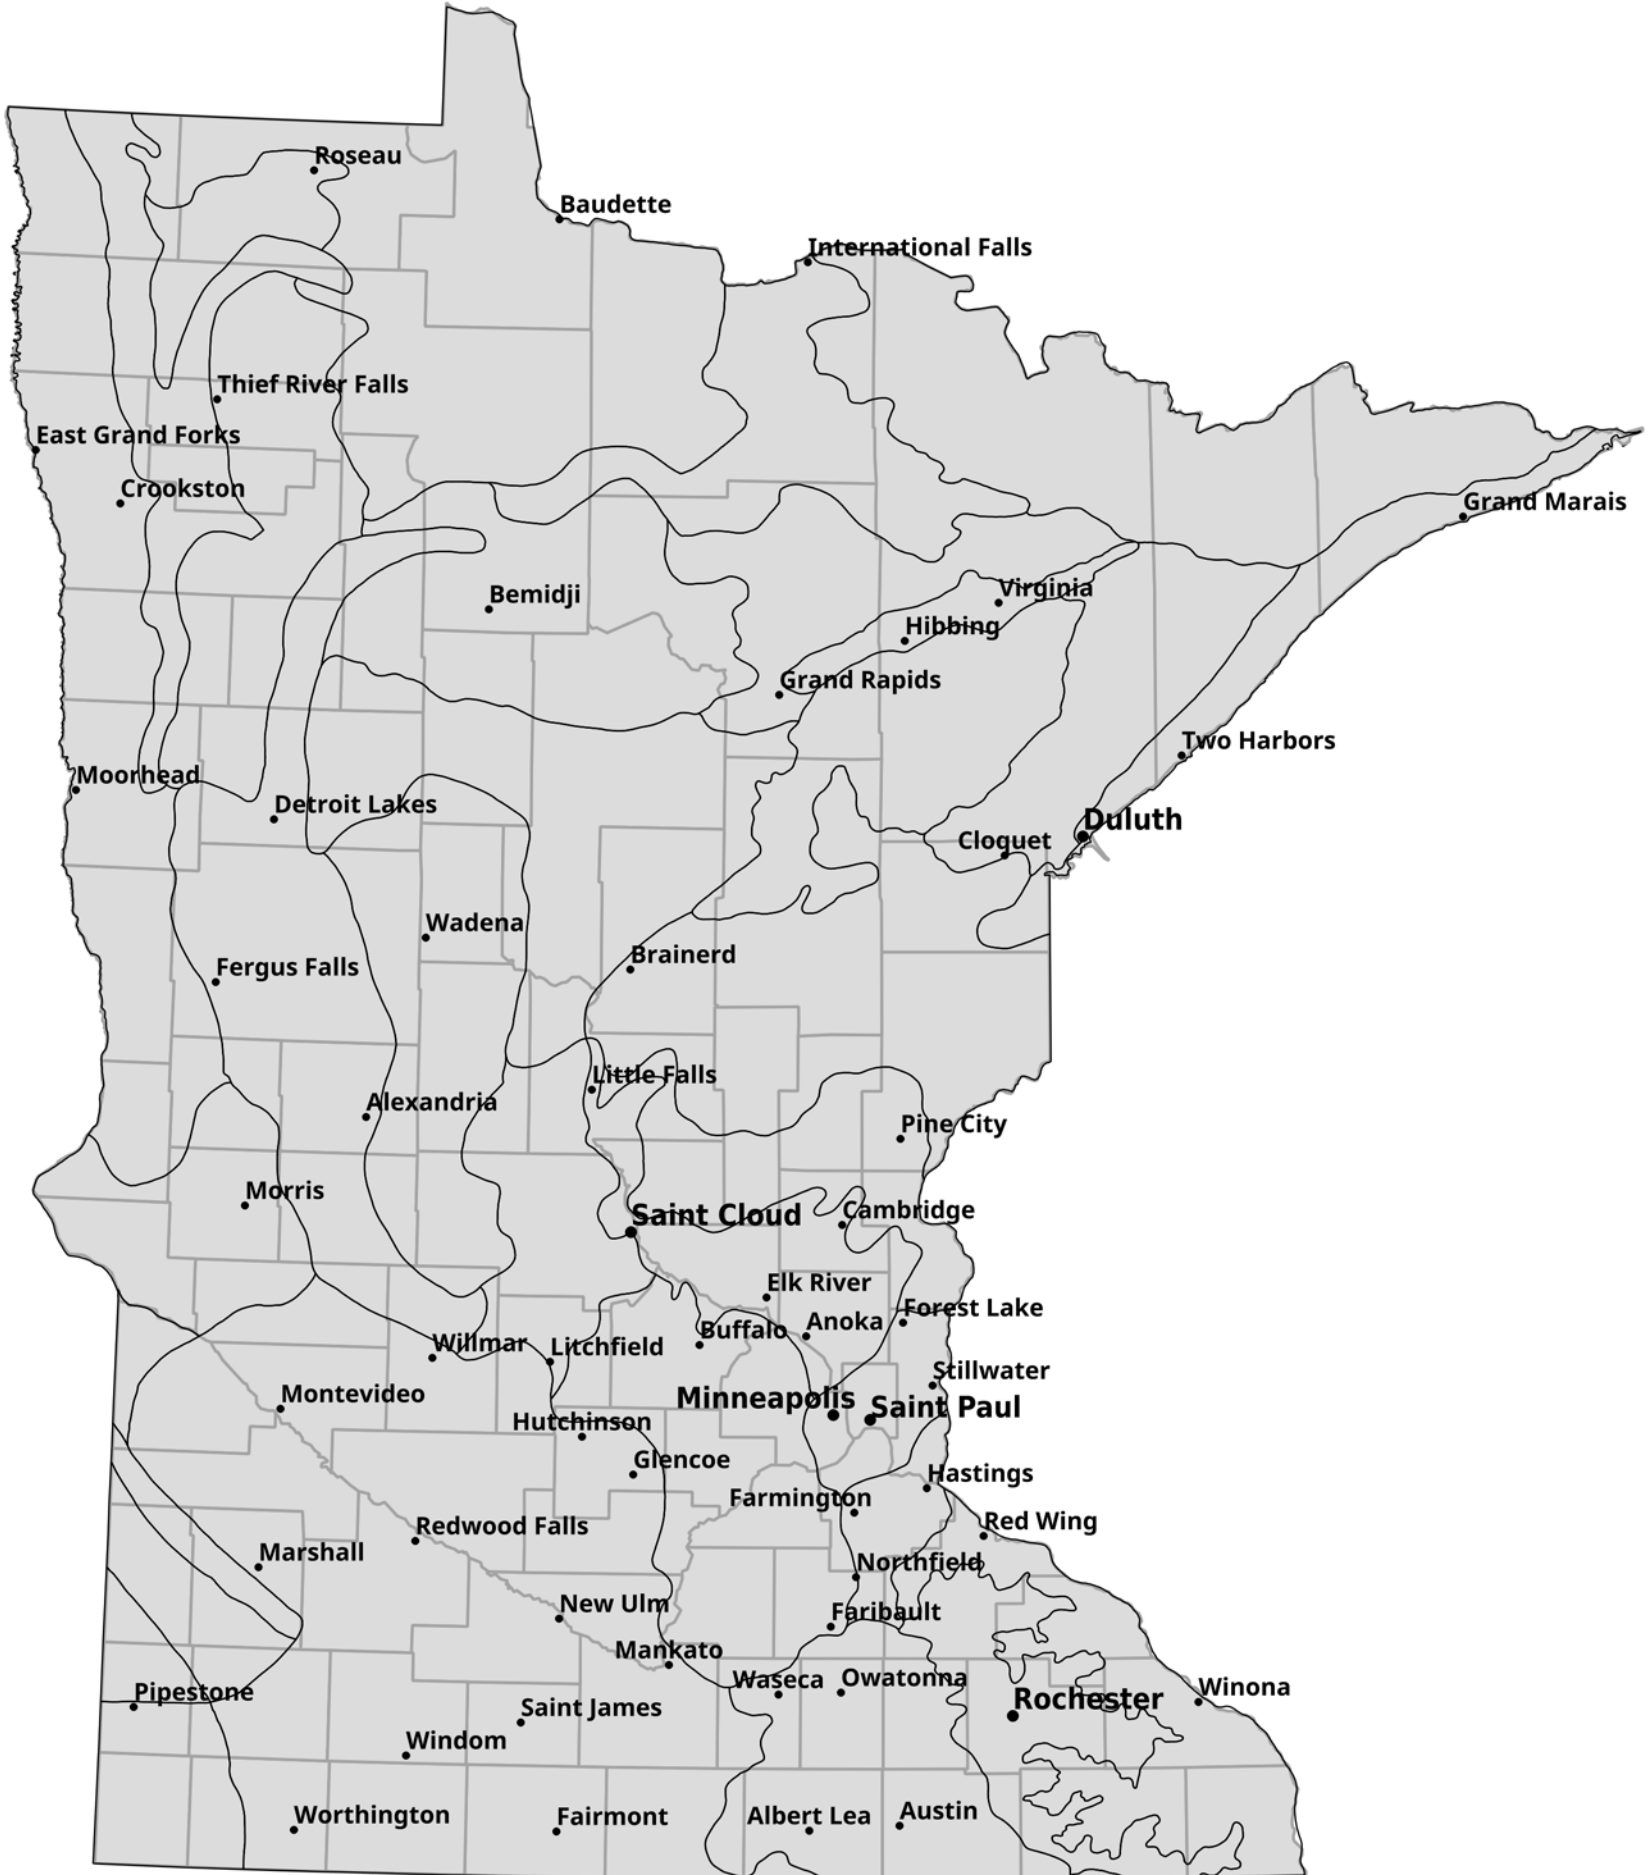 Roseau
Baudette
International Falls
Thief River Falls
East Grand Forks
Crookston
Grand Marais
Bemidji
Virginia
Hibbing
Grand Rapids
Two Harbors
Moorhead
Detroit Lakes
Duluth
Cloquet
Wadena
Brainerd
Fergus Falls
Little Falls
Alexandria
Pine City
Morris
Saint Cloud
Cambridge
Elk River
Forest Lake
Anoka
Buffalo
Willmar
Litchfield
Stillwater
Montevideo
Minneapolis
Saint Paul
Hutchinson
Glencoe
Hastings
Farmington
Red Wing
Redwood Falls
Marshall
Northfield
New Ulm
Faribault
Mankato
Waseca
Owatonna
Pipestone
Winona
Rochester
Saint James
Windom
Worthington
Fairmont
Albert Lea
Austin